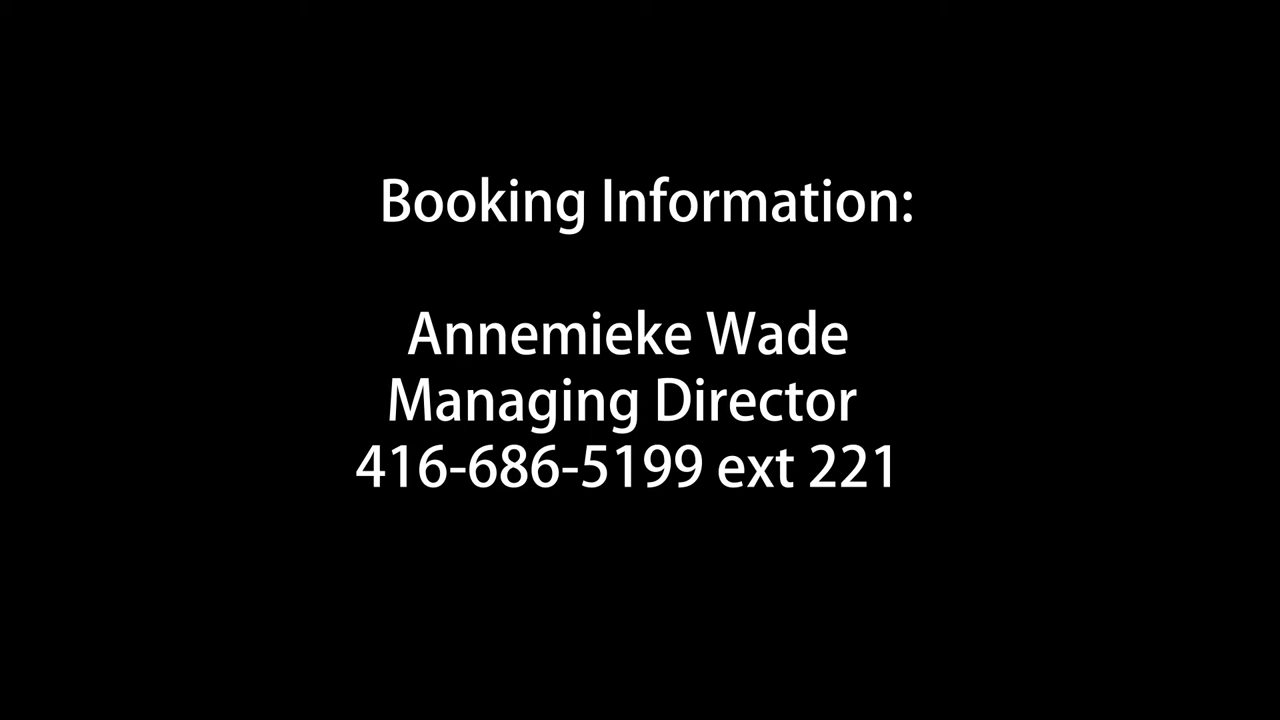 Booking Information:
Annemieke Wade
Managing Director
416-686-5199 ext 221